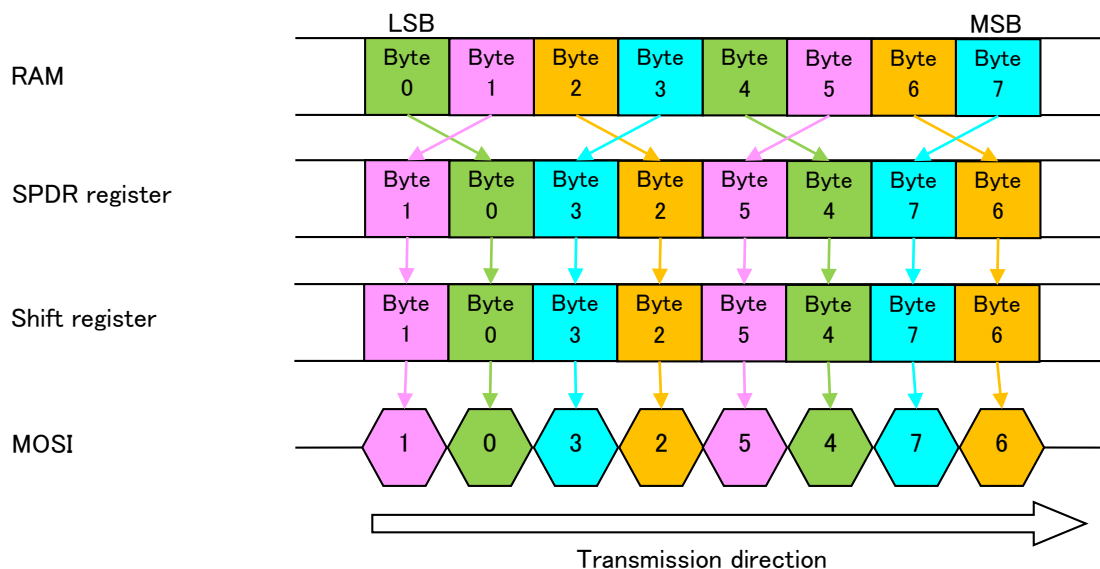 LSB MSB
RAM
Byte Byte Byte Byte Byte Byte Byte Byte
0 1 2 3 4 5 6 7
SPDR register
Byte Byte Byte Byte Byte Byte Byte Byte
1 0 3 2 5 4 7 6
Shift register
Byte Byte Byte Byte Byte Byte Byte Byte
1 0 3 2 5 4 7 6
MOSI 1 0 3 2 5 4 7 6
Transmission direction